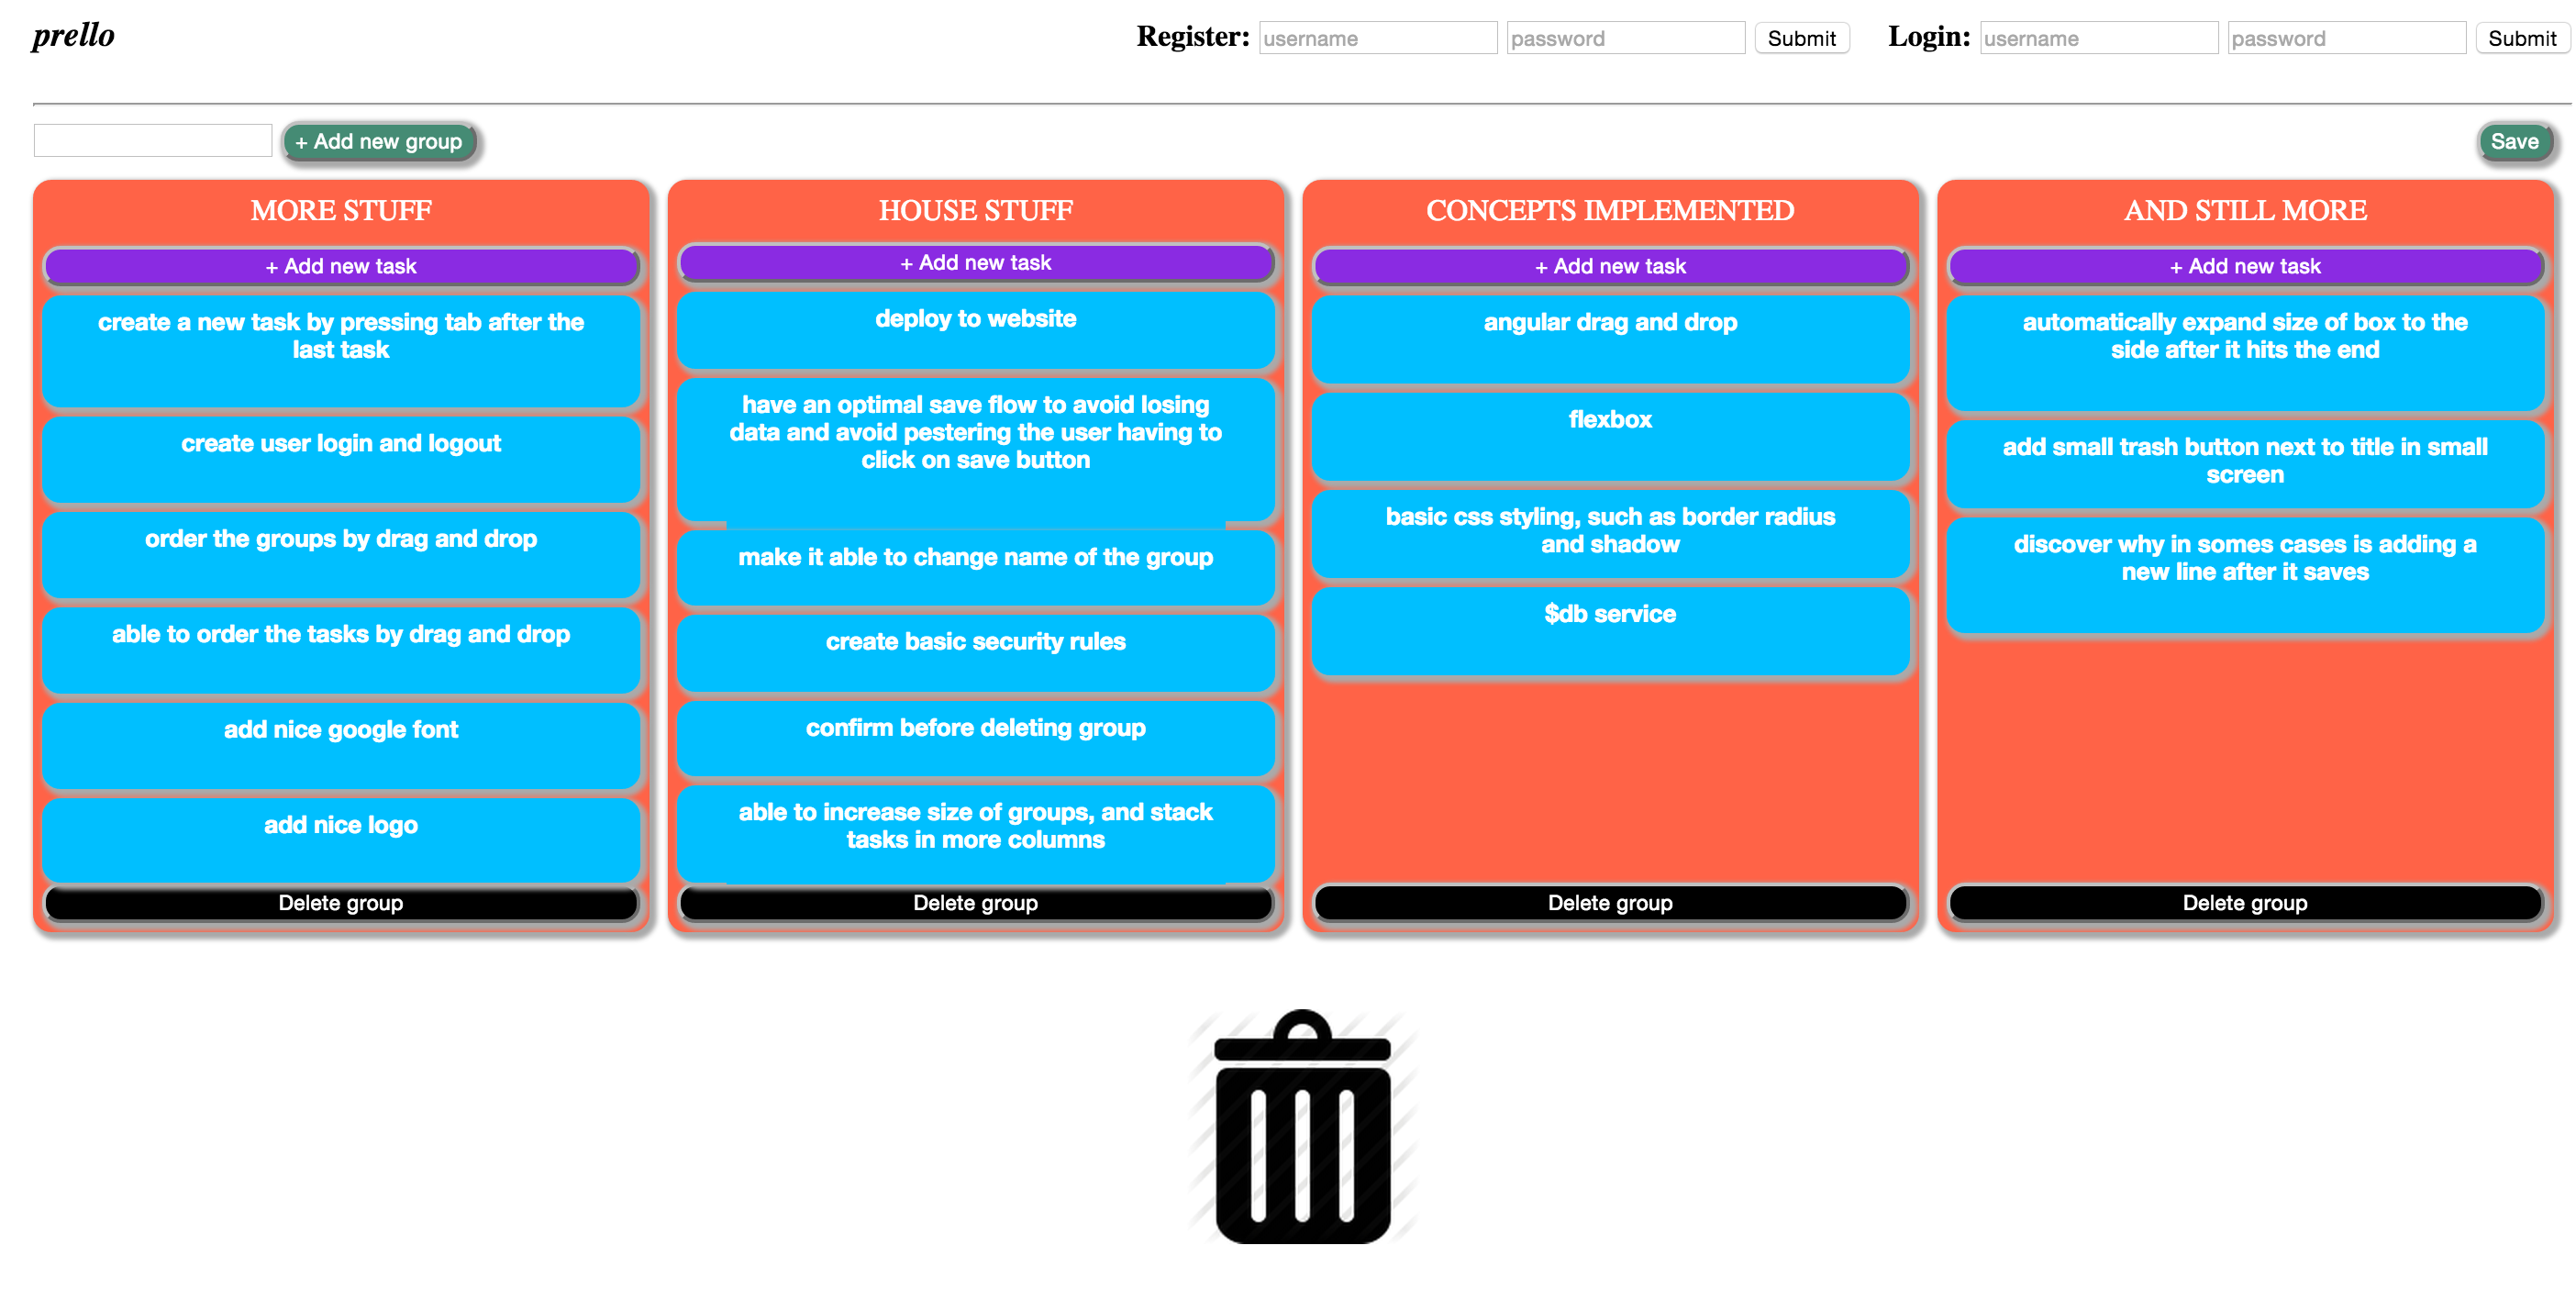 prello
Register: username password Submit Login: username password Submit
+ Add new group
Save
MORE STUFF
+ Add new task
create a new task by pressing tab after the
last task
create user login and logout
order the groups by drag and drop
able to order the tasks by drag and drop
add nice google font
add nice logo
Delete group
HOUSE STUFF
+ Add new task
deploy to website
have an optimal save flow to avoid losing
data and avoid pestering the user having to
click on save button
make it able to change name of the group
create basic security rules
confirm before deleting group
able to increase size of groups, and stack
tasks in more columns
Delete group
CONCEPTS IMPLEMENTED
+ Add new task
angular drag and drop
flexbox
basic css styling, such as border radius
and shadow
$db service
Delete group
AND STILL MORE
+ Add new task
automatically expand size of box to the
side after it hits the end
add small trash button next to title in small
screen
discover why in somes cases is adding a
new line after it saves
Delete group